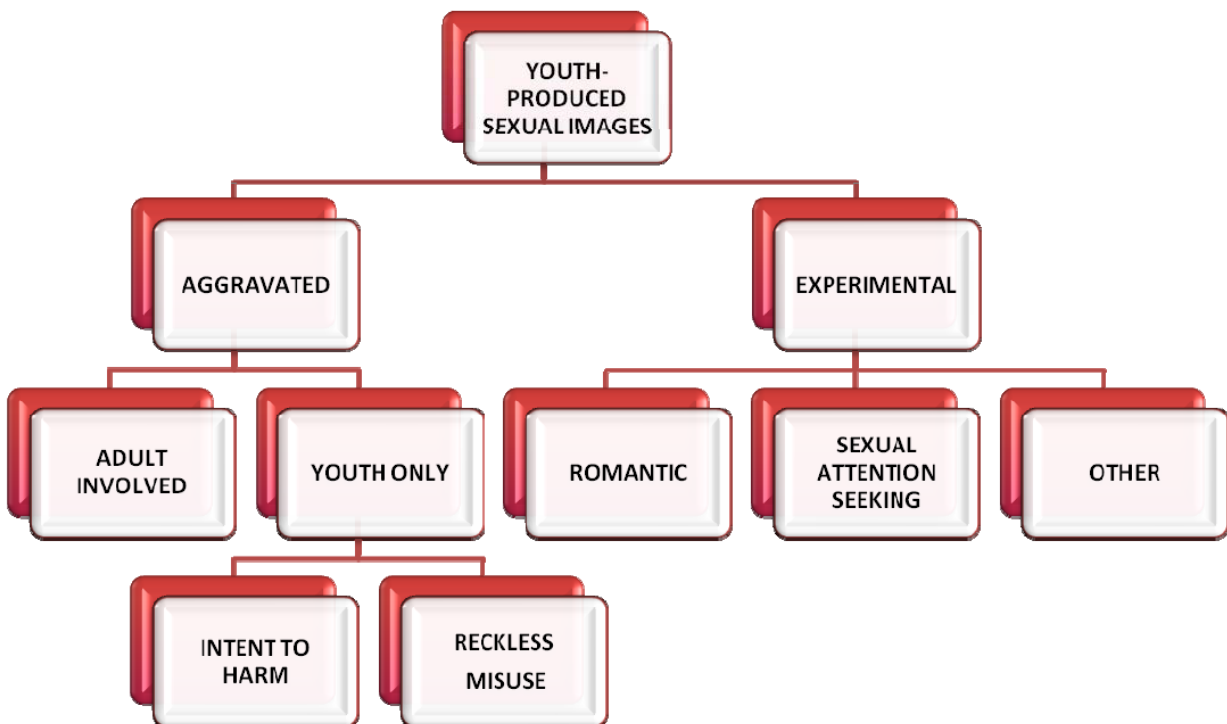 YOUTH-
PRODUCED
SEXUAL IMAGES
AGGRAVATED
EXPERIMENTAL
ADULT
INVOLVED
YOUTH ONLY
ROMANTIC
SEXUAL
ATTENTION
SEEKING
OTHER
INTENT TO
HARM
RECKLESS
MISUSE